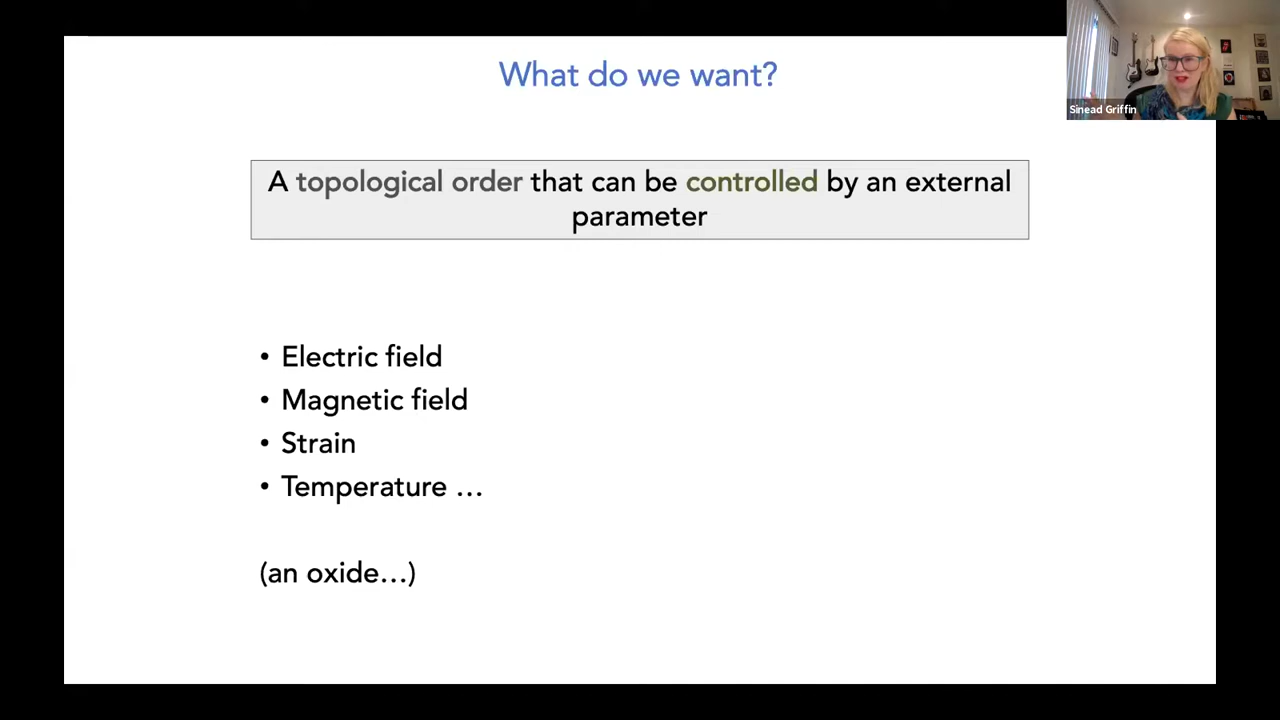 What do we want?
Sinead Griffin
A topological order that can be controlled by an external
parameter
• Electric field
• Magnetic field
• Strain
• Temperature …
(an oxide…)